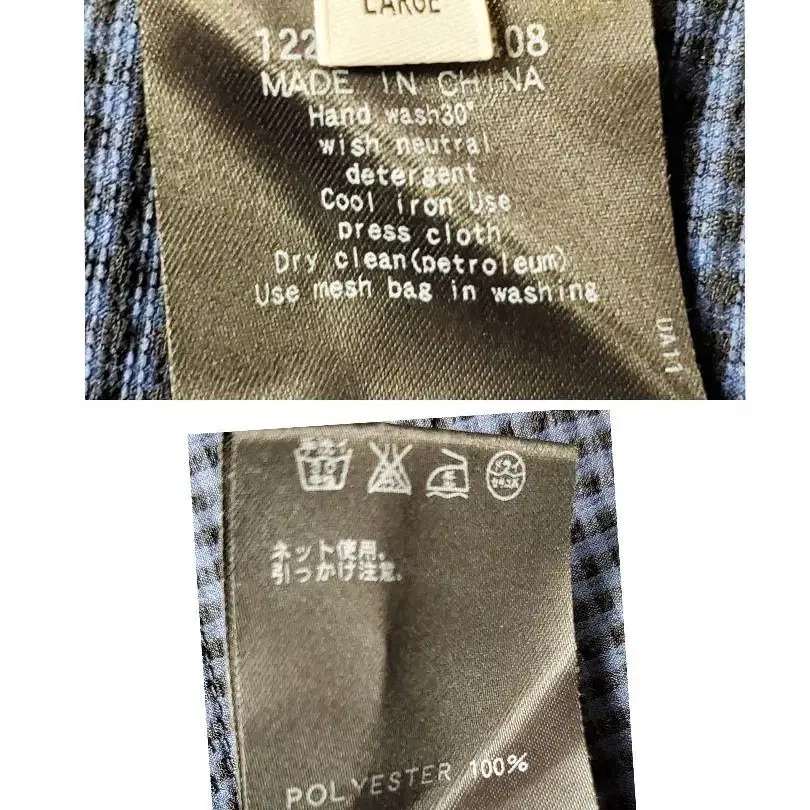 LARGE
122 08
MADE IN CHINA
Hand wash30°
wish neutral
detergent
Cool iron Use
press cloth
Dry clean(petroleum)
Use mesh bag in washing
UA11
ネット使用.
引っかけ注意.
POLYESTER 100%